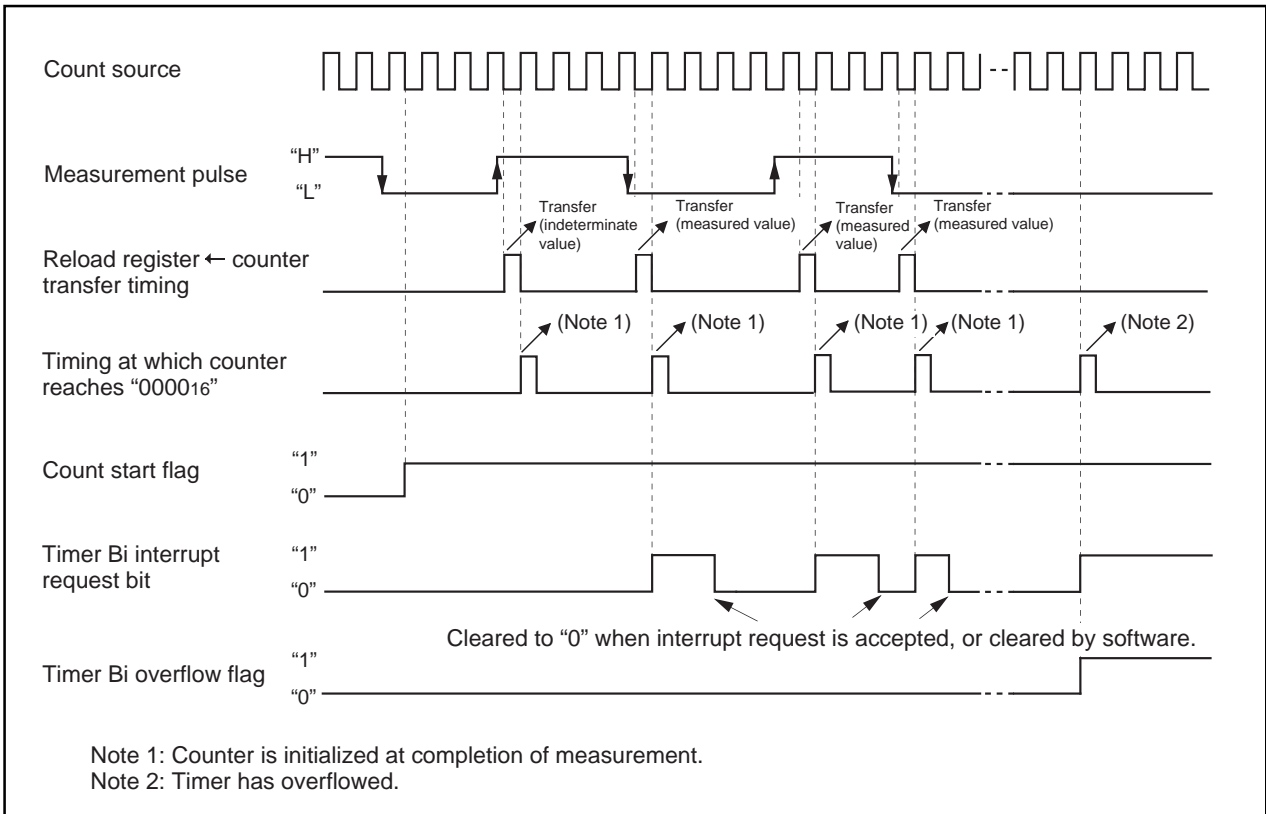 Count source
Measurement pulse
“H”
“L”
Transfer
(indeterminate
value)
Transfer
(measured value)
Transfer
(measured
value)
Transfer
(measured value)
Reload register ← counter
transfer timing
(Note 1)
(Note 1)
(Note 1)
(Note 1)
(Note 2)
Timing at which counter
reaches “000016”
Count start flag
“1”
“0”
Timer Bi interrupt
request bit
“1”
“0”
Cleared to “0” when interrupt request is accepted, or cleared by software.
Timer Bi overflow flag
“1”
“0”
Note 1: Counter is initialized at completion of measurement.
Note 2: Timer has overflowed.